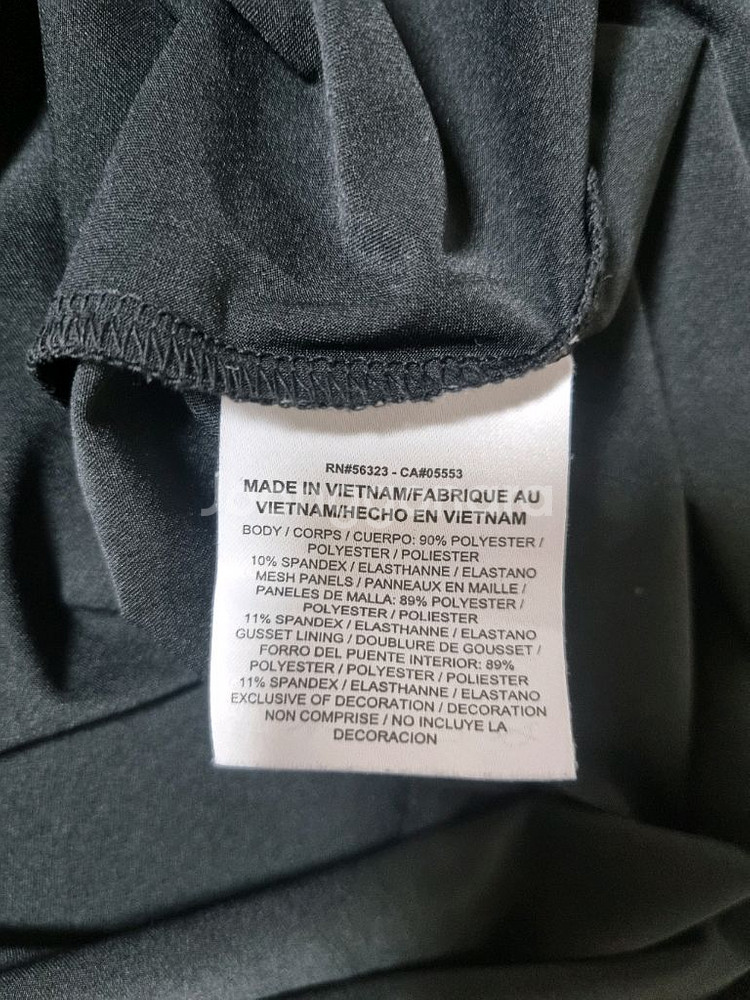 RN#56323 - CA#05553
MADE IN VIETNAM/FABRIQUE AU
VIETNAM/HECHO EN VIETNAM
BODY / CORPS / CUERPO: 90% POLYESTER /
POLYESTER / POLIESTER
10% SPANDEX / ELASTHANNE / ELASTANO
MESH PANELS / PANNEAUX EN MAILLE /
PANELES DE MALLA: 89% POLYESTER /
POLYESTER / POLIESTER
11% SPANDEX / ELASTHANNE / ELASTANO
GUSSET LINING / DOUBLURE DE GOUSSET /
FORRO DEL PUENTE INTERIOR: 89%
POLYESTER / POLYESTER / POLIESTER
11% SPANDEX / ELASTHANNE / ELASTANO
EXCLUSIVE OF DECORATION / DECORATION
NON COMPRISE / NO INCLUYE LA
DECORACION